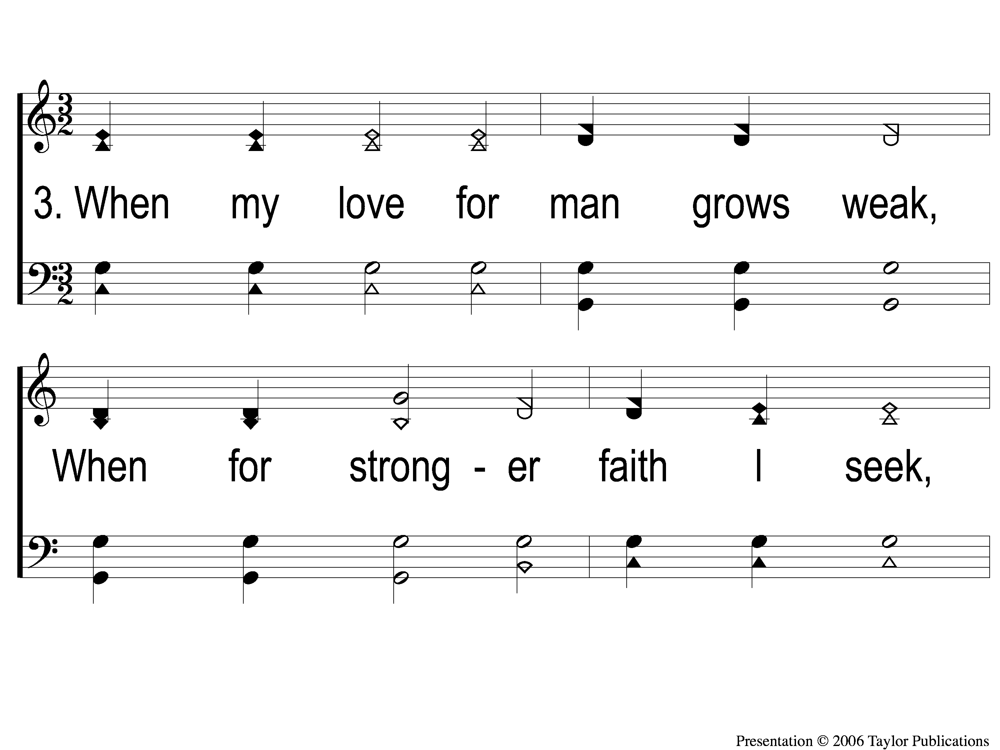 3. When my love for man grows weak,
When for strong - er faith I seek,
Presentation © 2006 Taylor Publications